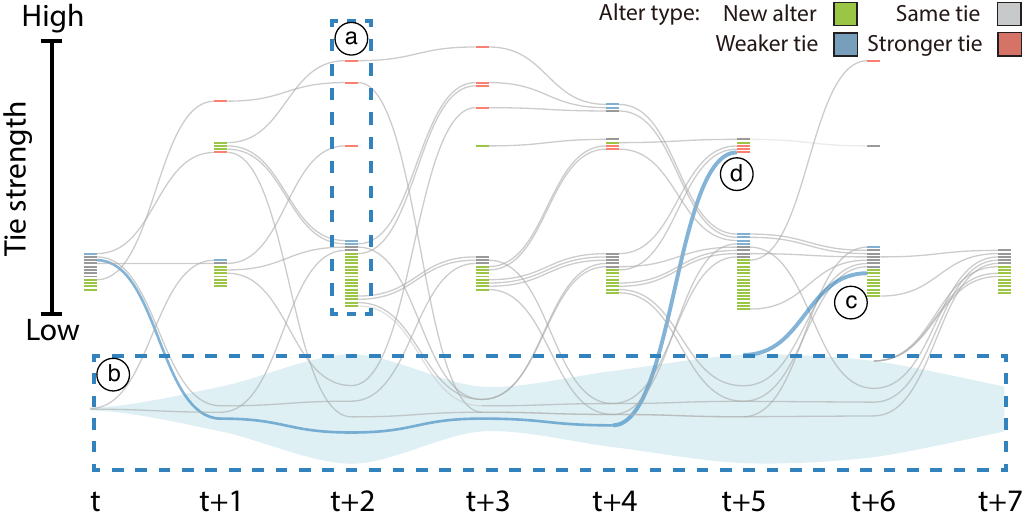 High
Alter type: New alter Same tie
Weaker tie Stronger tie
a
Tie strength
d
c
Low
b
t t+1 t+2 t+3 t+4 t+5 t+6 t+7